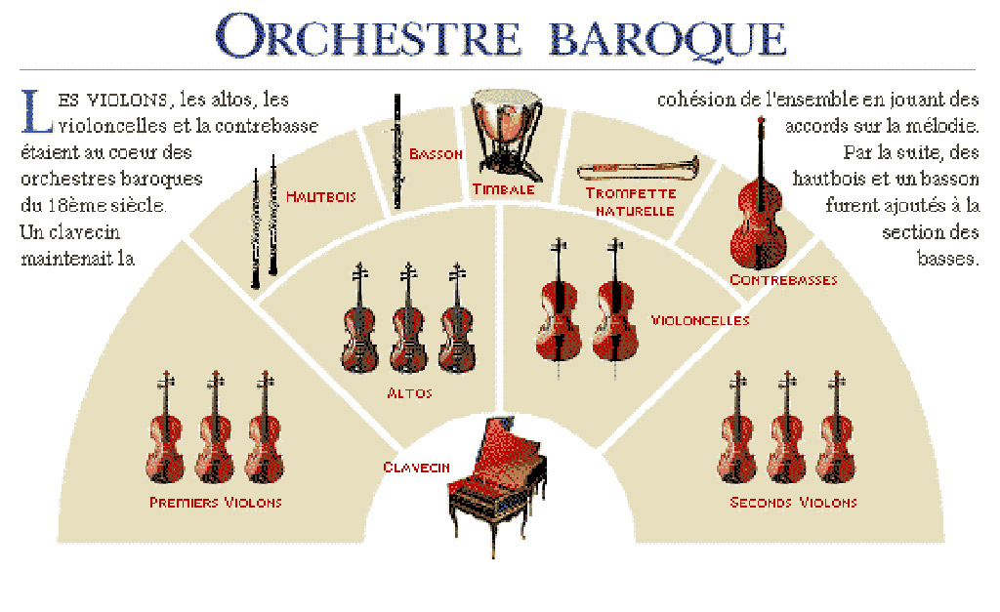 ORCHESTRE BAROQUE
LES VIOLONS, les altos, les
violoncelles et la contrebasse
étaient au coeur des
orchestres baroques
du 18ème siècle.
Un clavecin
maintenait la
cohésion de l'ensemble en jouant des
accords sur la mélodie.
Par la suite, des
hautbois et un basson
furent ajoutés à la
section des
basses.
HAUTBOIS
BASSON
TIMBALE
TROMPETTE
NATURELLE
CONTREBASSES
VIOLONCELLES
ALTOS
CLAVECIN
PREMIERS VIOLONS
SECONDS VIOLONS